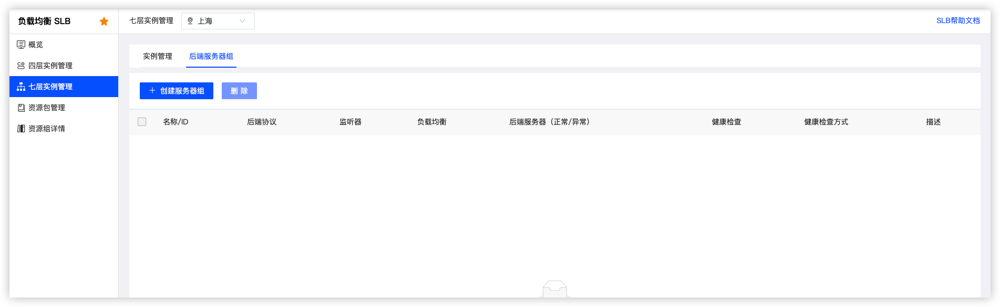 负载均衡 SLB
七层实例管理
上海
SLB帮助文档
概览
四层实例管理
七层实例管理
资源包管理
资源组详情
实例管理
后端服务器组
创建服务器组
删 除
名称/ID
后端协议
监听器
负载均衡
后端服务器（正常/异常）
健康检查
健康检查方式
描述